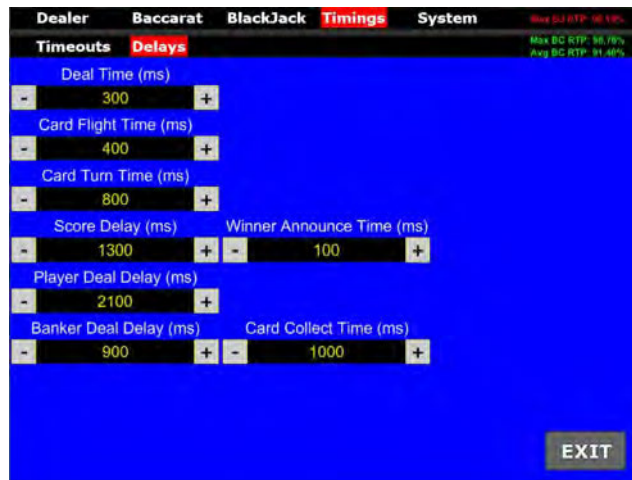 Dealer Baccarat BlackJack Timings System
Timeouts Delays
Max BC RTP: 98,76%
Avg BC RTP: 91,40%
Deal Time (ms)
- 300 +
Card Flight Time (ms)
- 400 +
Card Turn Time (ms)
- 800 +
Score Delay (ms) Winner Announce Time (ms)
- 1300 + - 100 +
Player Deal Delay (ms)
- 2100 +
Banker Deal Delay (ms) Card Collect Time (ms)
- 900 + - 1000 +
EXIT